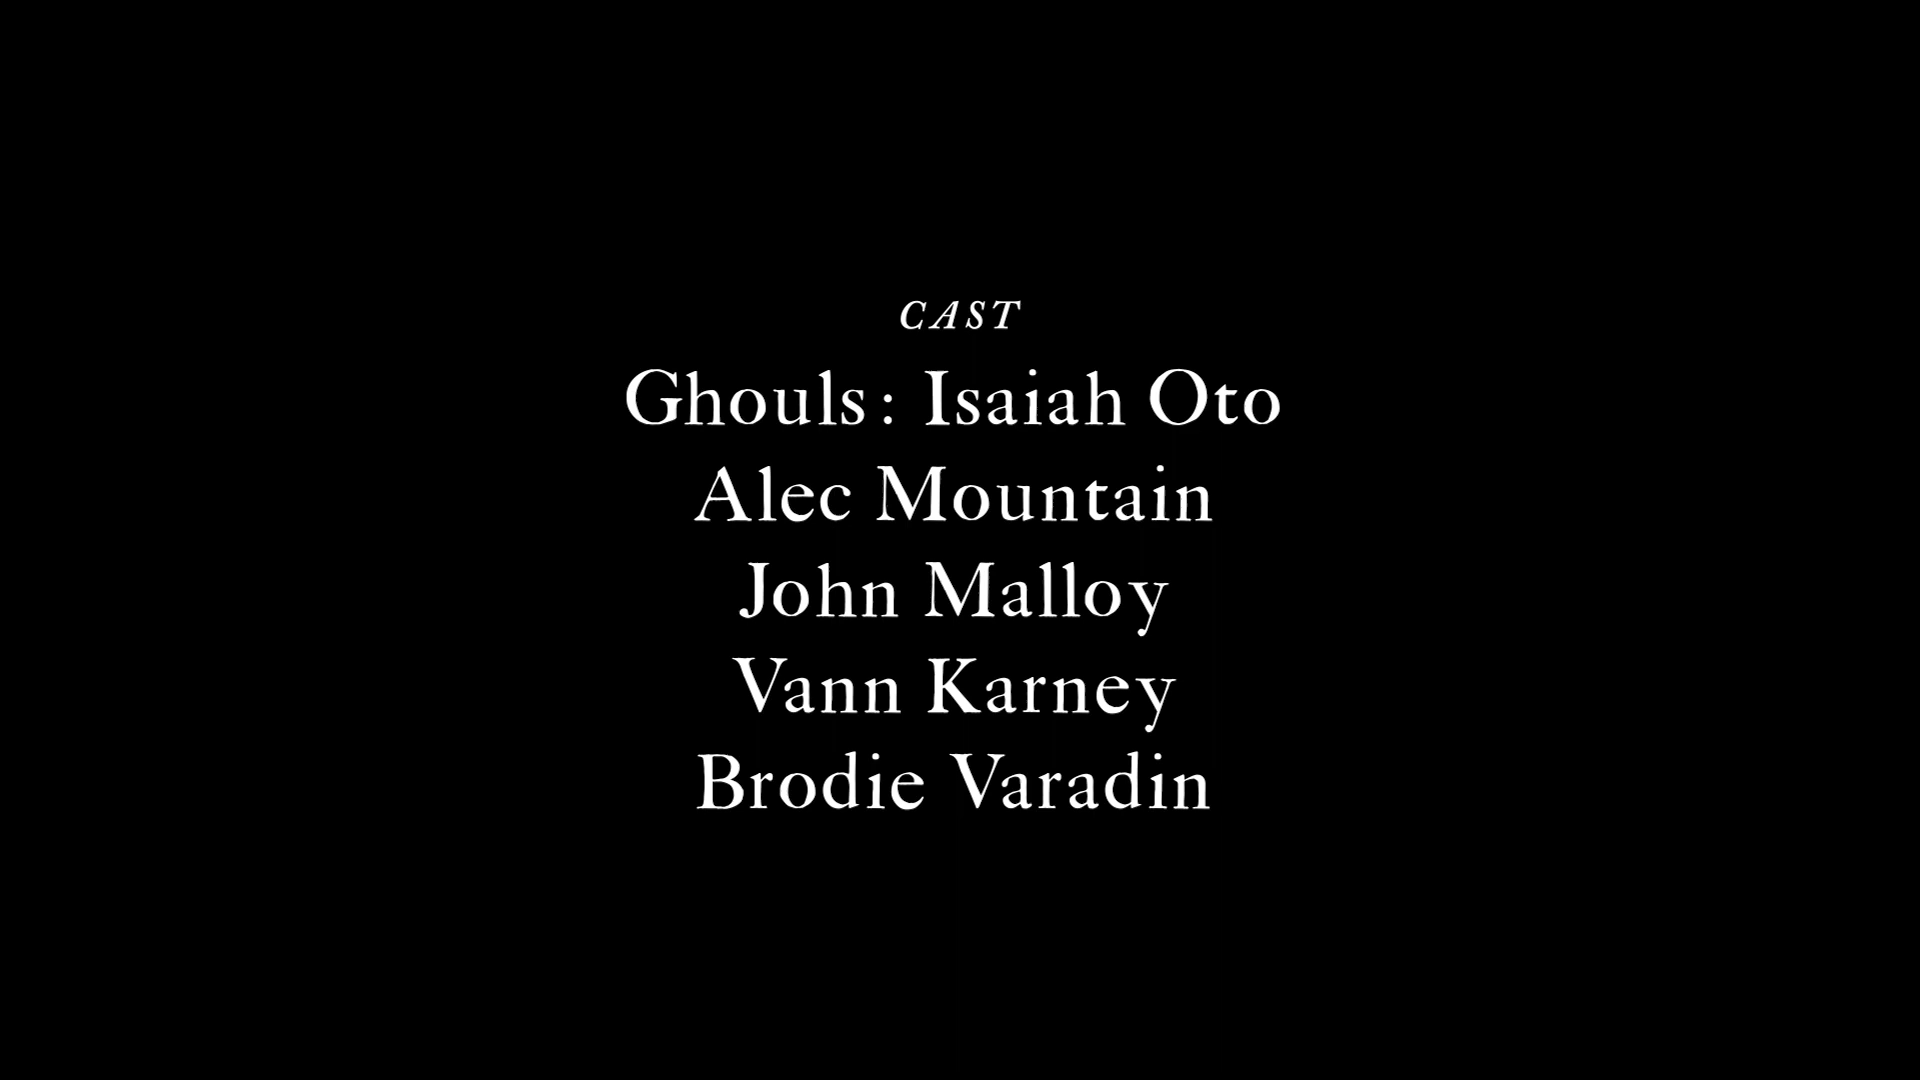 CAST
Ghouls: Isaiah Oto
Alec Mountain
John Malloy
Vann Karney
Brodie Varadin